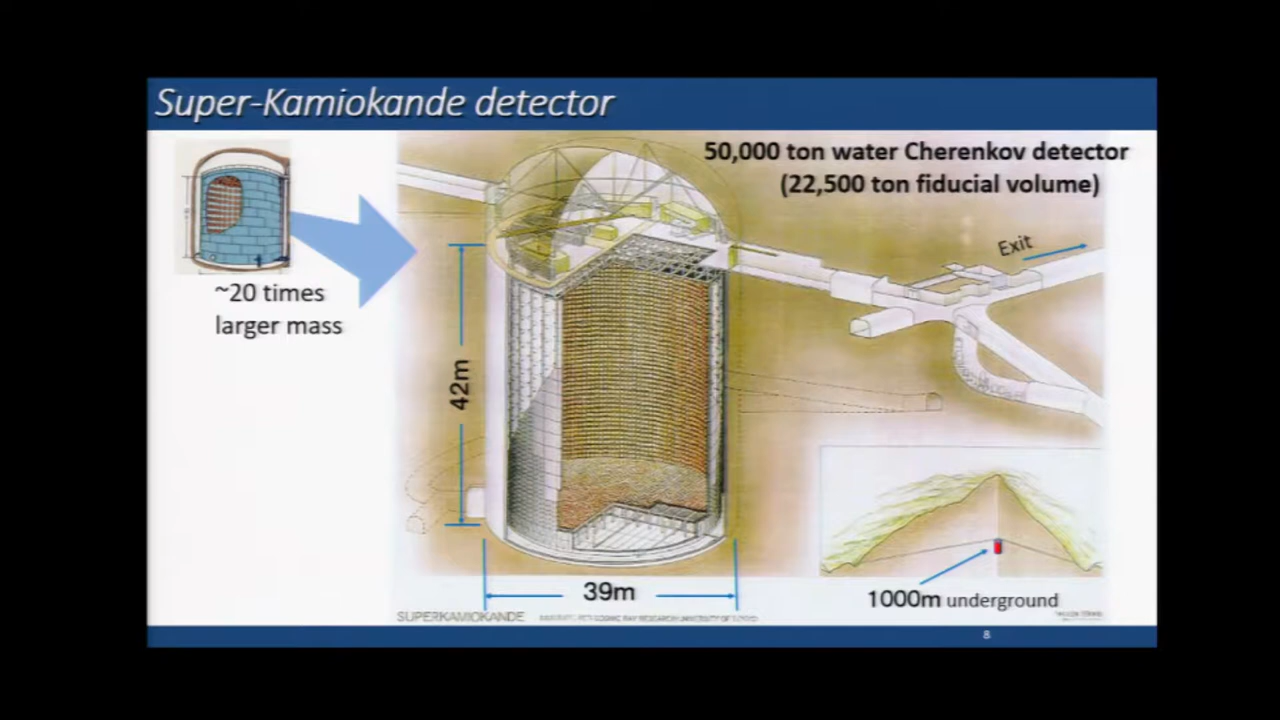 Super-Kamiokande detector
50,000 ton water Cherenkov detector
(22,500 ton fiducial volume)
Exit
~20 times
larger mass
42m
39m
1000m underground
SUPERKAMIOKANDE
8